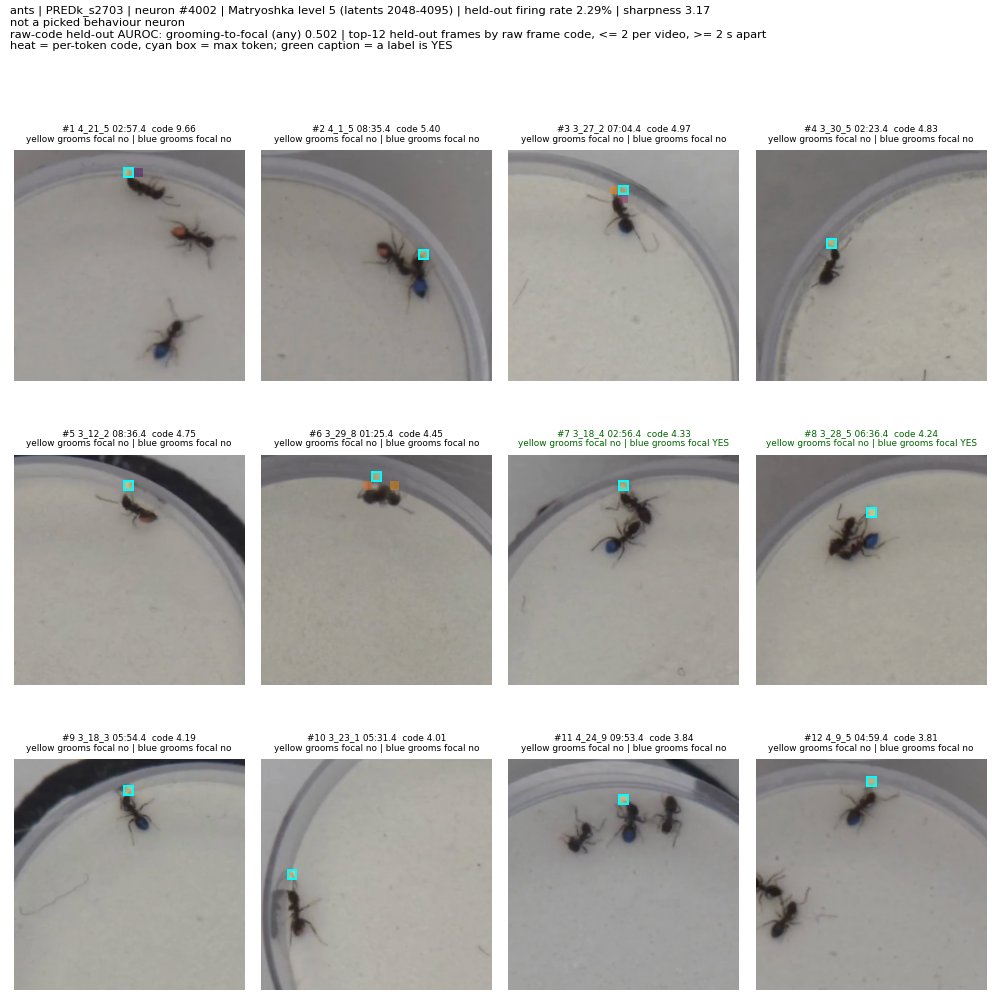 ants | PREDk_s2703 | neuron #4002 | Matryoshka level 5 (latents 2048-4095) | held-out firing rate 2.29% | sharpness 3.17
not a picked behaviour neuron
raw-code held-out AUROC: grooming-to-focal (any) 0.502 | top-12 held-out frames by raw frame code, <= 2 per video, >= 2 s apart
heat = per-token code, cyan box = max token; green caption = a label is YES
#1 4_21_5 02:57.4 code 9.66
yellow grooms focal no | blue grooms focal no
#2 4_1_5 08:35.4 code 5.40
yellow grooms focal no | blue grooms focal no
#3 3_27_2 07:04.4 code 4.97
yellow grooms focal no | blue grooms focal no
#4 3_30_5 02:23.4 code 4.83
yellow grooms focal no | blue grooms focal no
#5 3_12_2 08:36.4 code 4.75
yellow grooms focal no | blue grooms focal no
#6 3_29_8 01:25.4 code 4.45
yellow grooms focal no | blue grooms focal no
#7 3_18_4 02:56.4 code 4.33
yellow grooms focal no | blue grooms focal YES
#8 3_28_5 06:36.4 code 4.24
yellow grooms focal no | blue grooms focal YES
#9 3_18_3 05:54.4 code 4.19
yellow grooms focal no | blue grooms focal no
#10 3_23_1 05:31.4 code 4.01
yellow grooms focal no | blue grooms focal no
#11 4_24_9 09:53.4 code 3.84
yellow grooms focal no | blue grooms focal no
#12 4_9_5 04:59.4 code 3.81
yellow grooms focal no | blue grooms focal no